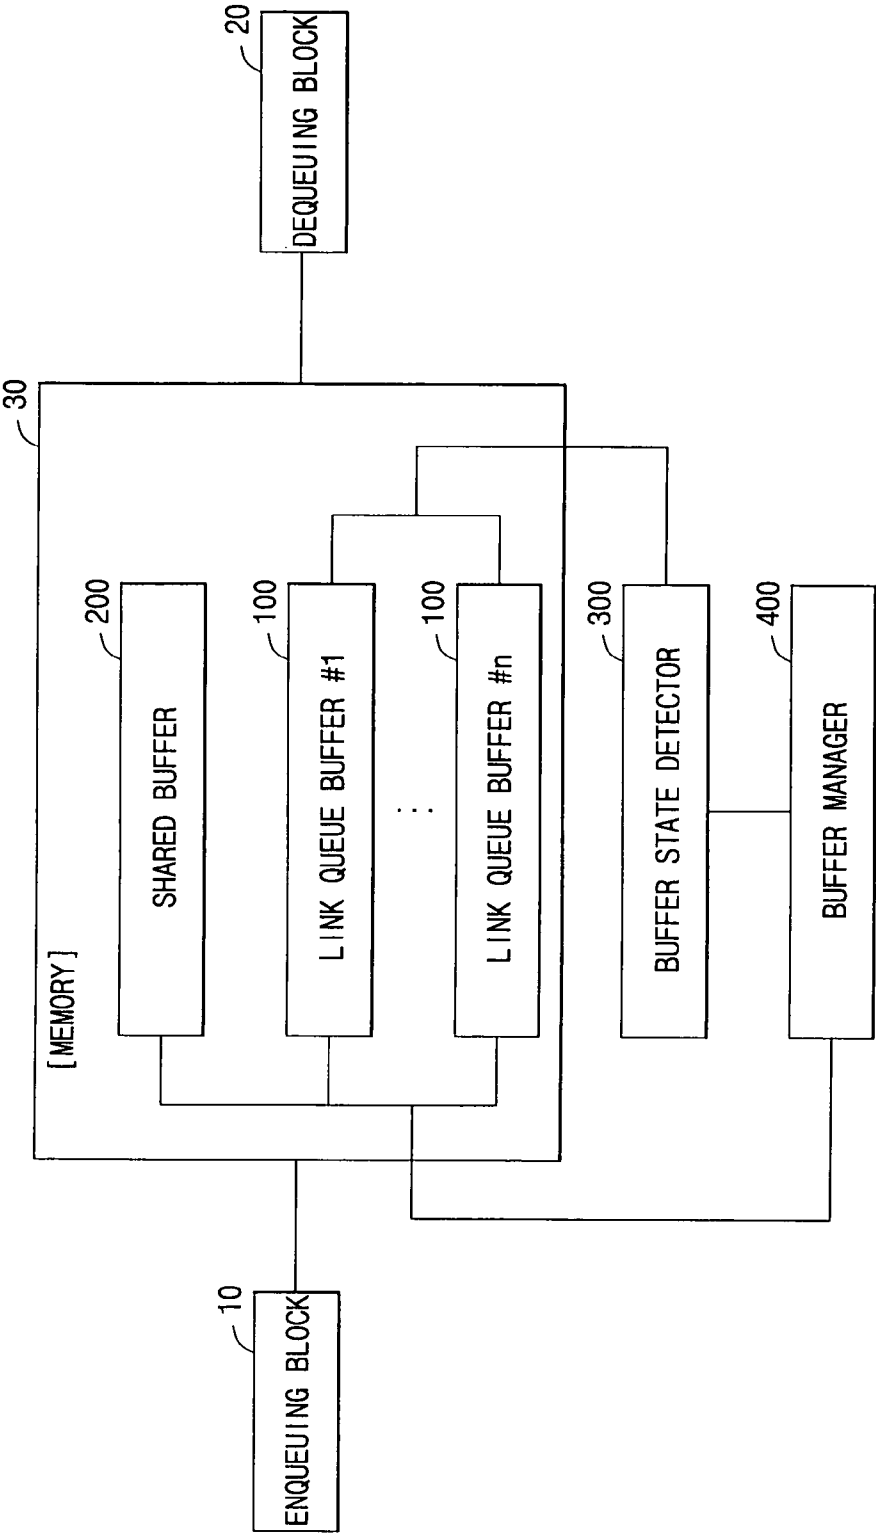 30
[MEMORY]
200
SHARED BUFFER
10
ENQUEUING BLOCK
100
LINK QUEUE BUFFER #1
20
DEQUEUING BLOCK
...
100
LINK QUEUE BUFFER #n
300
BUFFER STATE DETECTOR
400
BUFFER MANAGER